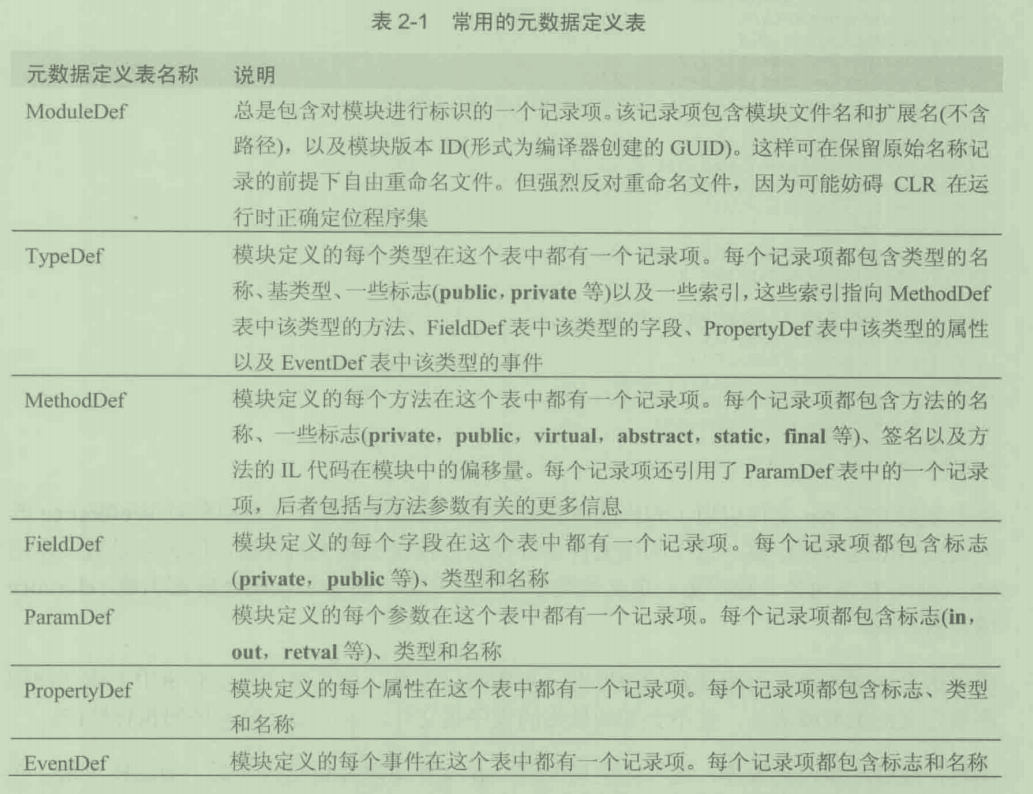 表 2-1 常用的元数据定义表
元数据定义表名称 说明
ModuleDef 总是包含对模块进行标识的一个记录项。该记录项包含模块文件名和扩展名(不含
路径)，以及模块版本 ID(形式为编译器创建的 GUID)。这样可在保留原始名称记
录的前提下自由重命名文件。但强烈反对重命名文件，因为可能妨碍 CLR 在运
行时正确定位程序集
TypeDef 模块定义的每个类型在这个表中都有一个记录项。每个记录项都包含类型的名
称、基类型、一些标志(public，private 等)以及一些索引，这些索引指向 MethodDef
表中该类型的方法、FieldDef 表中该类型的字段、PropertyDef 表中该类型的属性
以及 EventDef 表中该类型的事件
MethodDef 模块定义的每个方法在这个表中都有一个记录项。每个记录项都包含方法的名
称、一些标志(private，public，virtual，abstract，static，final 等)、签名以及方
法的 IL 代码在模块中的偏移量。每个记录项还引用了 ParamDef 表中的一个记录
项，后者包括与方法参数有关的更多信息
FieldDef 模块定义的每个字段在这个表中都有一个记录项。每个记录项都包含标志
(private，public 等)、类型和名称
ParamDef 模块定义的每个参数在这个表中都有一个记录项。每个记录项都包含标志(in，
out，retval 等)、类型和名称
PropertyDef 模块定义的每个属性在这个表中都有一个记录项。每个记录项都包含标志、类型
和名称
EventDef 模块定义的每个事件在这个表中都有一个记录项。每个记录项都包含标志和名称